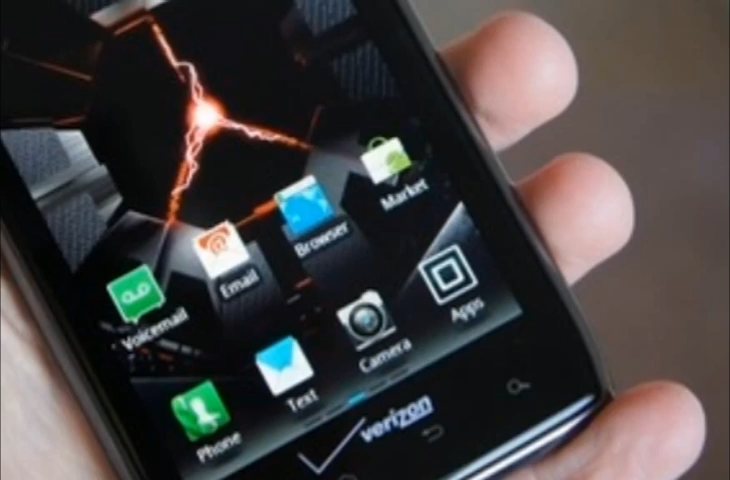 Voicemail
Email
Browser
Market
Phone
Text
Camera
Apps
verizon